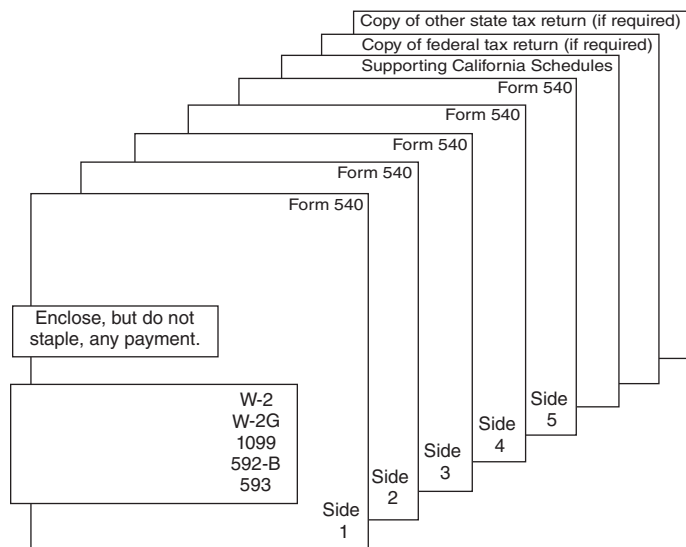 Copy of other state tax return (if required)
Copy of federal tax return (if required)
Supporting California Schedules
Form 540
Form 540
Form 540
Form 540
Form 540
Enclose, but do not
staple, any payment.
W-2
W-2G
1099
592-B
593
Side
1
Side
2
Side
3
Side
4
Side
5